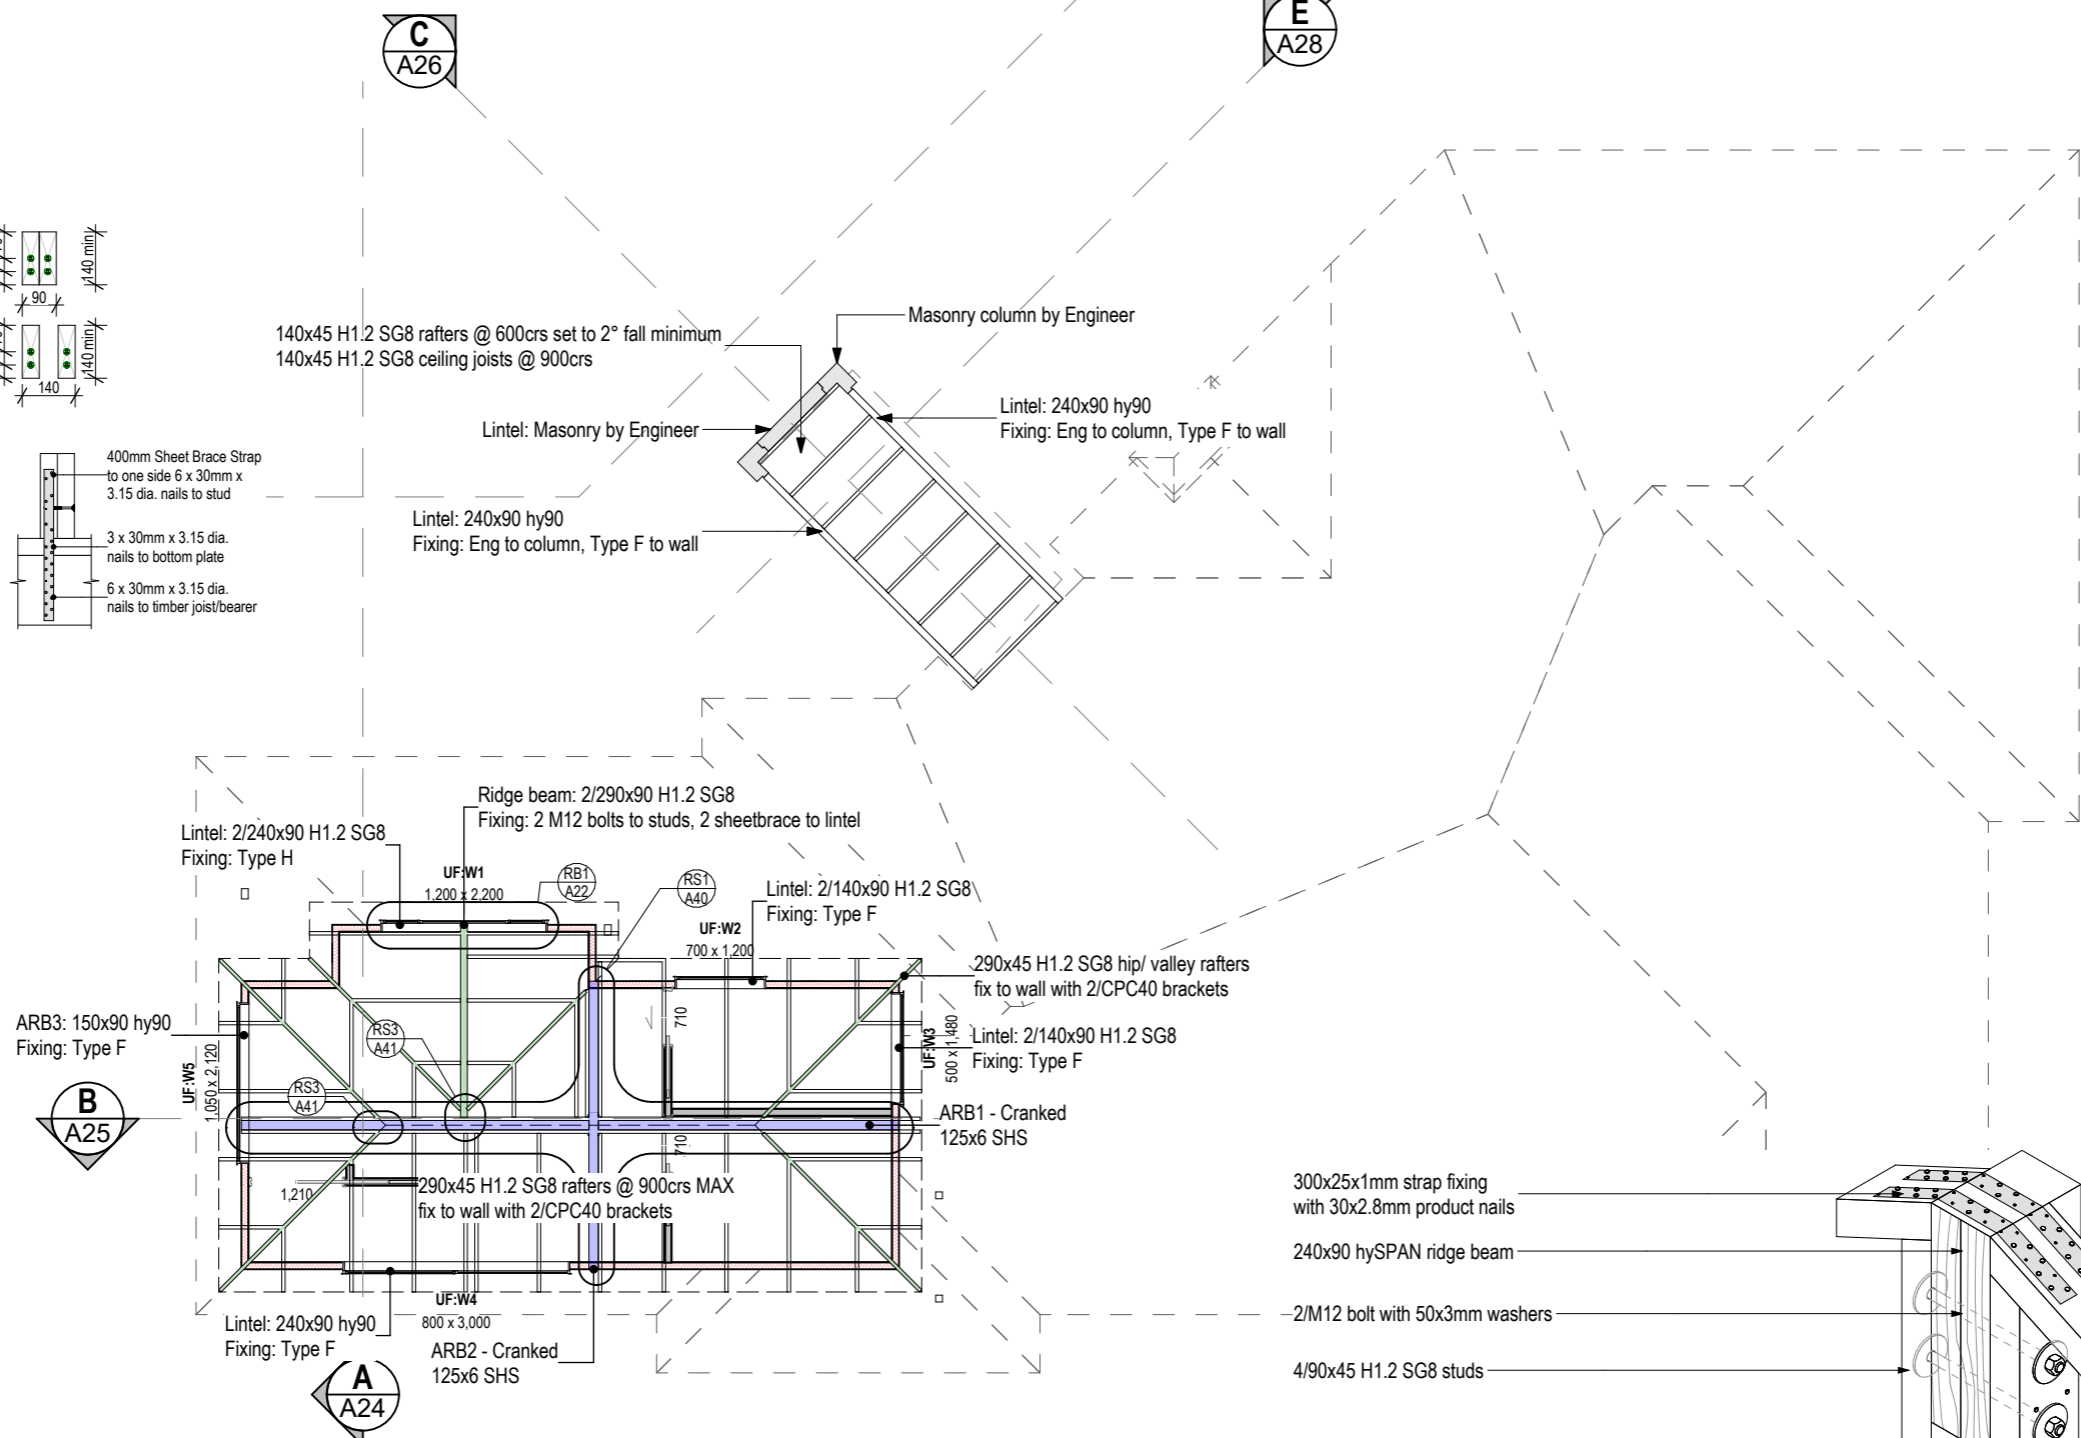 C
A26
E
A28
140 min
90
140 min
140
140x45 H1.2 SG8 rafters @ 600crs set to 2° fall minimum
140x45 H1.2 SG8 ceiling joists @ 900crs
Masonry column by Engineer
Lintel: Masonry by Engineer
Lintel: 240x90 hy90
Fixing: Eng to column, Type F to wall
400mm Sheet Brace Strap
to one side 6 x 30mm x
3.15 dia. nails to stud
3 x 30mm x 3.15 dia.
nails to bottom plate
6 x 30mm x 3.15 dia.
nails to timber joist/bearer
Lintel: 240x90 hy90
Fixing: Eng to column, Type F to wall
Ridge beam: 2/290x90 H1.2 SG8
Fixing: 2 M12 bolts to studs, 2 sheetbrace to lintel
Lintel: 2/240x90 H1.2 SG8
Fixing: Type H
UF:W1
1,200 x 2,200
RB1
A22
RS1
A40
Lintel: 2/140x90 H1.2 SG8
Fixing: Type F
UF:W2
700 x 1,200
290x45 H1.2 SG8 hip/ valley rafters
fix to wall with 2/CPC40 brackets
ARB3: 150x90 hy90
Fixing: Type F
UF:W5
1,050 x 2,120
RS3
A41
RS3
A41
710
710
UF:W3
500 x 1,480
Lintel: 2/140x90 H1.2 SG8
Fixing: Type F
B
A25
ARB1 - Cranked
125x6 SHS
1,210
290x45 H1.2 SG8 rafters @ 900crs MAX
fix to wall with 2/CPC40 brackets
UF:W4
800 x 3,000
Lintel: 240x90 hy90
Fixing: Type F
ARB2 - Cranked
125x6 SHS
A
A24
300x25x1mm strap fixing
with 30x2.8mm product nails
240x90 hySPAN ridge beam
2/M12 bolt with 50x3mm washers
4/90x45 H1.2 SG8 studs